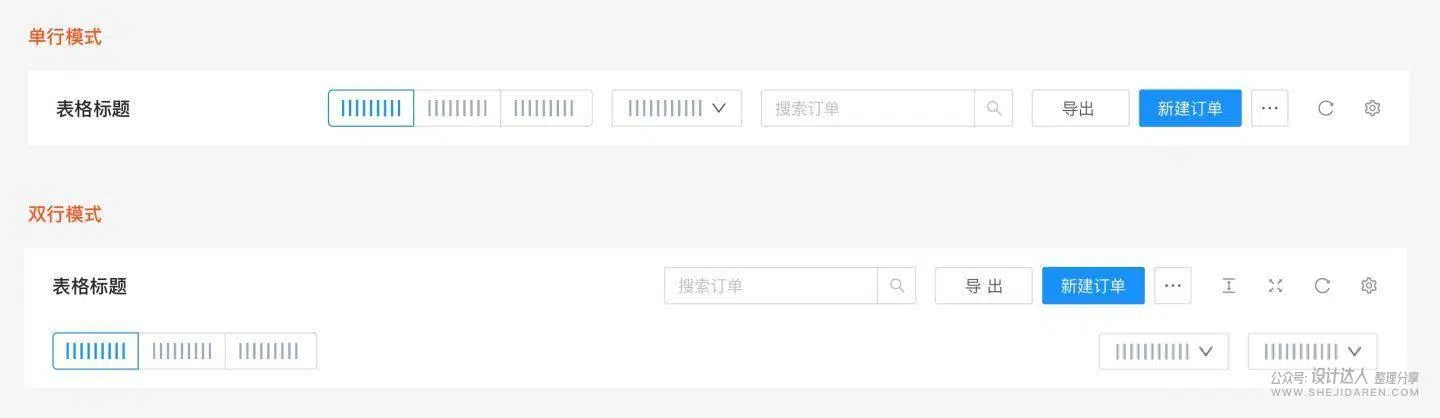 单行模式
表格标题 搜索订单 导出 新建订单 ···
双行模式
表格标题 搜索订单 导 出 新建订单 ···
公众号: 设计达人 整理分享
WWW.SHEJIDAREN.COM